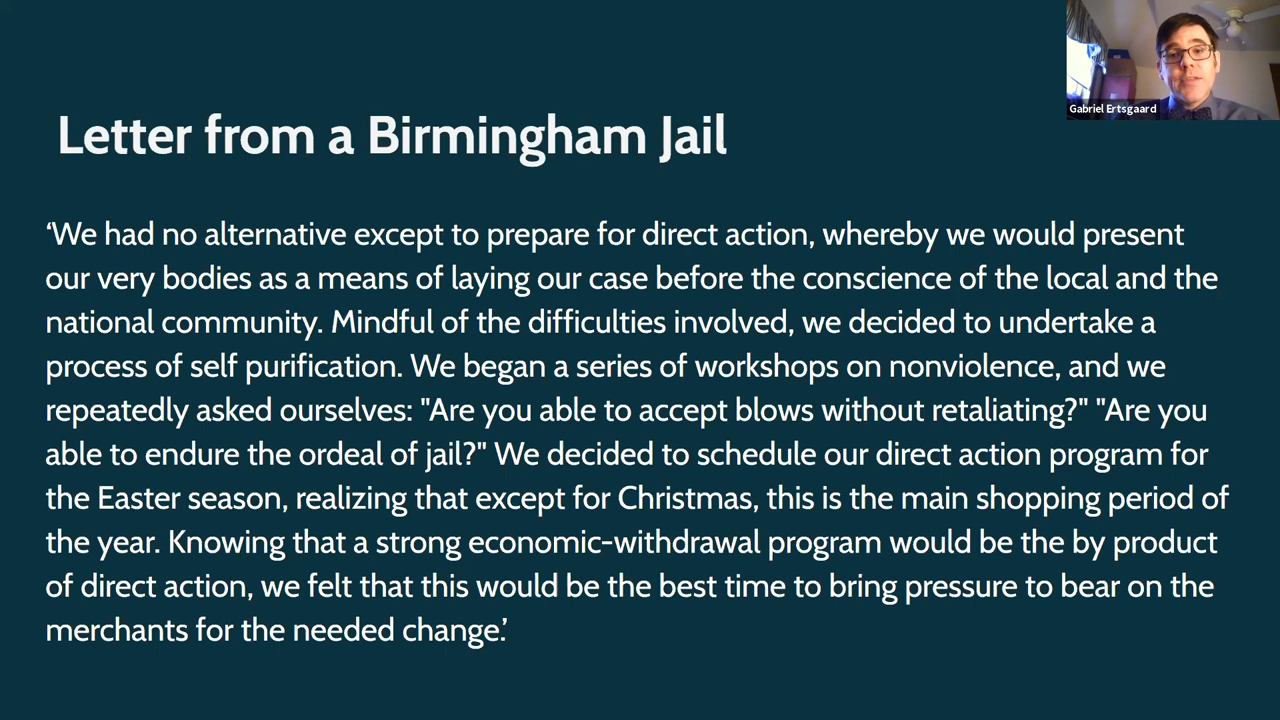 Gabriel Ertsgaard
Letter from a Birmingham Jail
‘We had no alternative except to prepare for direct action, whereby we would present
our very bodies as a means of laying our case before the conscience of the local and the
national community. Mindful of the difficulties involved, we decided to undertake a
process of self purification. We began a series of workshops on nonviolence, and we
repeatedly asked ourselves: "Are you able to accept blows without retaliating?" "Are you
able to endure the ordeal of jail?" We decided to schedule our direct action program for
the Easter season, realizing that except for Christmas, this is the main shopping period of
the year. Knowing that a strong economic-withdrawal program would be the by product
of direct action, we felt that this would be the best time to bring pressure to bear on the
merchants for the needed change.’